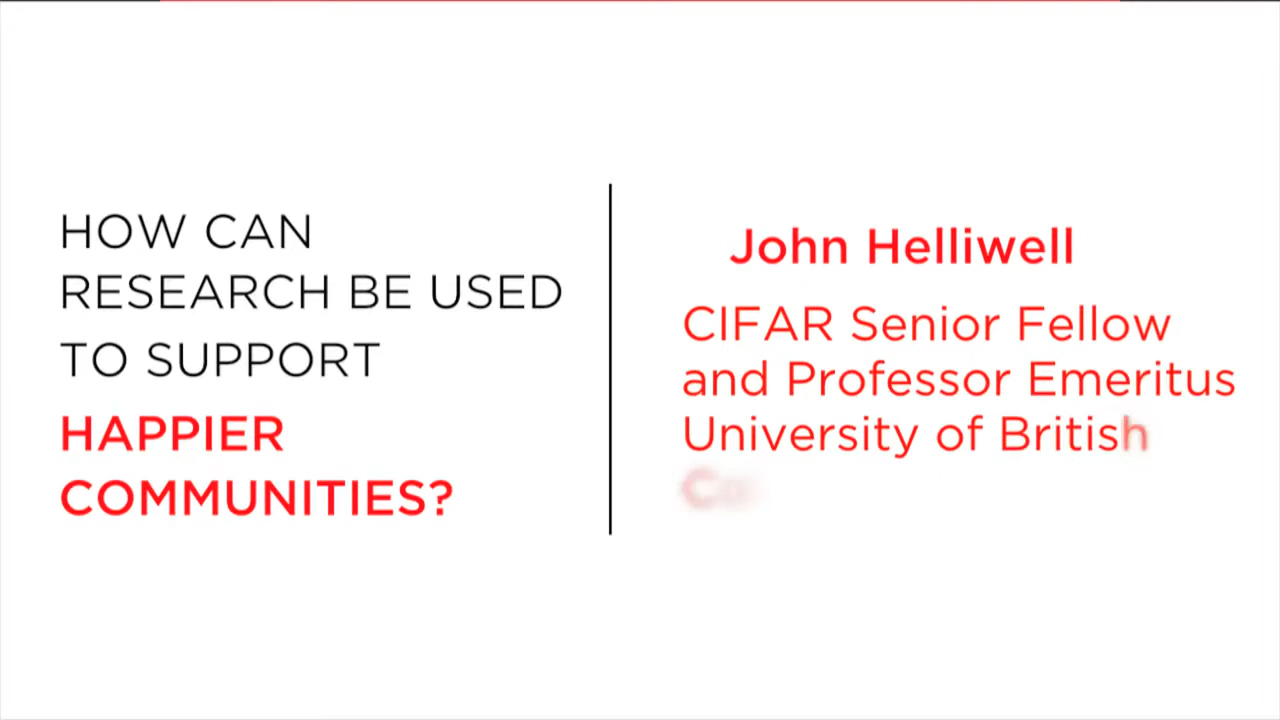 HOW CAN
RESEARCH BE USED
TO SUPPORT
HAPPIER
COMMUNITIES?
John Helliwell
CIFAR Senior Fellow
and Professor Emeritus
University of British